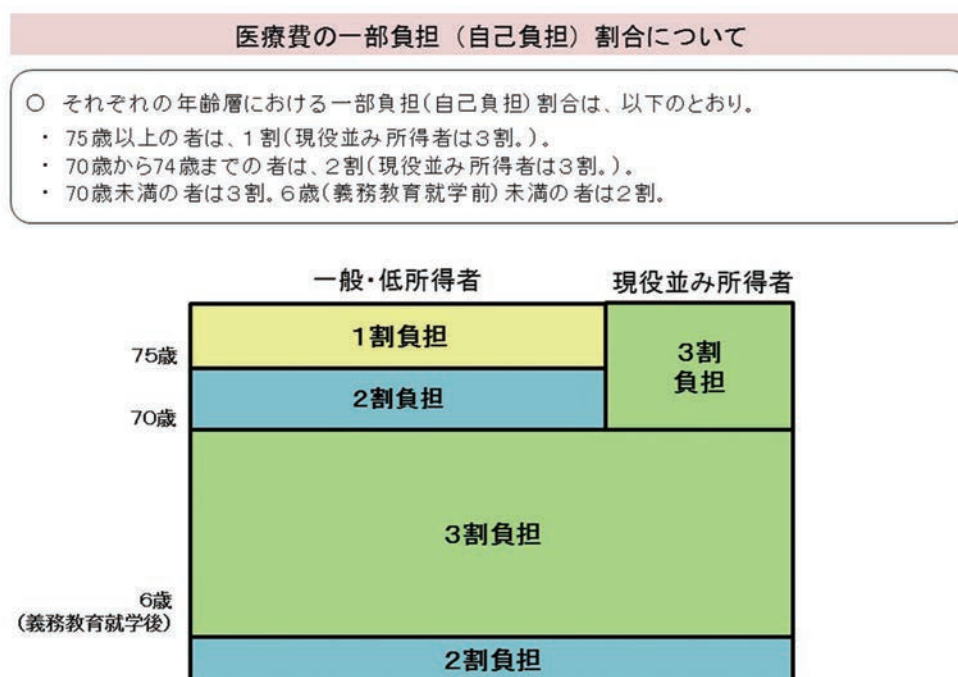 医療費の一部負担（自己負担）割合について
○ それぞれの年齢層における一部負担(自己負担)割合は、以下のとおり。
・ 75歳以上の者は、１割(現役並み所得者は３割。)。
・ 70歳から74歳までの者は、２割(現役並み所得者は３割。)。
・ 70歳未満の者は３割。６歳(義務教育就学前)未満の者は２割。
一般・低所得者 現役並み所得者
1割負担
3割
負担
75歳
2割負担
70歳
3割負担
6歳
(義務教育就学後)
2割負担